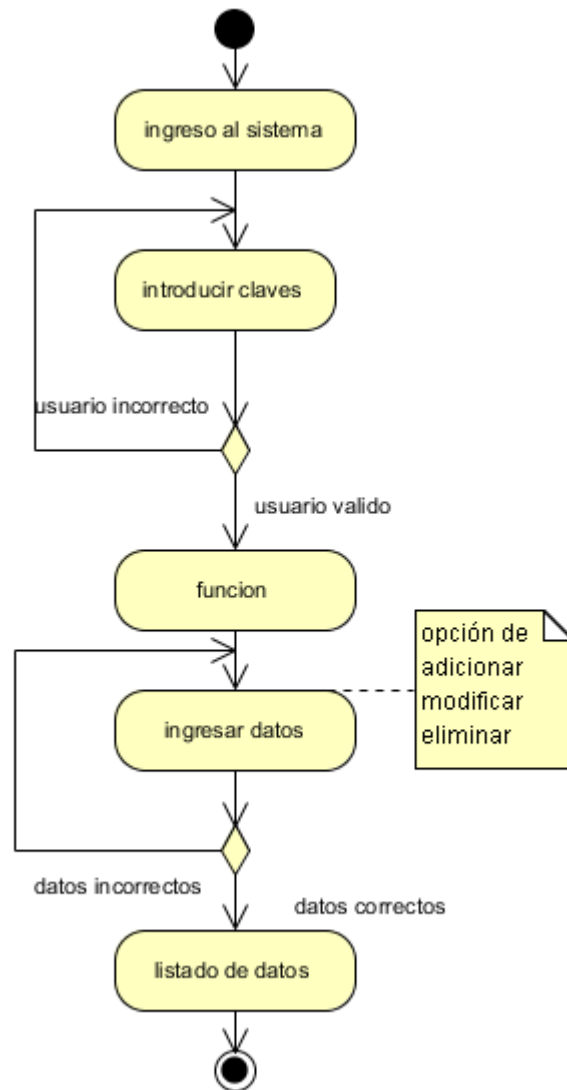 ingreso al sistema
introducir claves
usuario incorrecto
usuario valido
funcion
opción de
adicionar
modificar
eliminar
ingresar datos
datos incorrectos
datos correctos
listado de datos